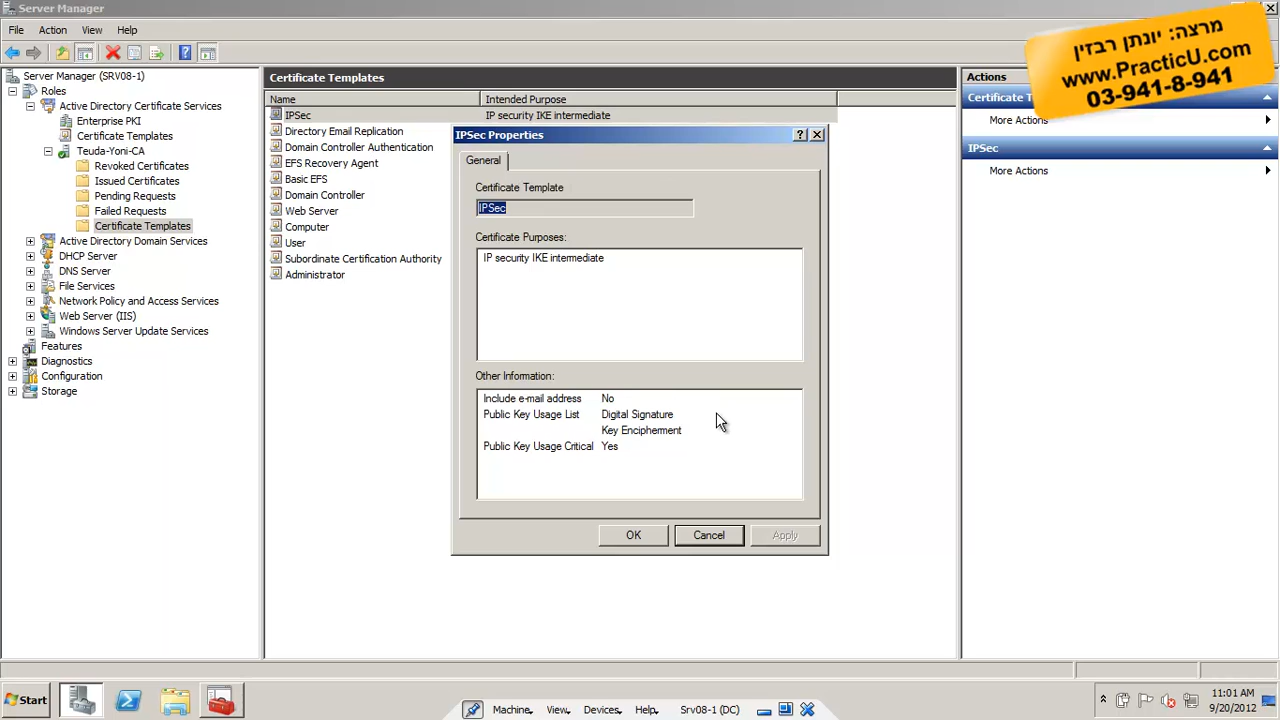 Server Manager
File Action View Help
מרצה: יונתן רבזין
www.PracticU.com
03-941-8-941
Server Manager (SRV08-1)
Roles
Active Directory Certificate Services
Enterprise PKI
Certificate Templates
Teuda-Yoni-CA
Revoked Certificates
Issued Certificates
Pending Requests
Failed Requests
Certificate Templates
Active Directory Domain Services
DHCP Server
DNS Server
File Services
Network Policy and Access Services
Web Server (IIS)
Windows Server Update Services
Features
Diagnostics
Configuration
Storage
Certificate Templates
Name Intended Purpose
IPSec IP security IKE intermediate
Directory Email Replication
Domain Controller Authentication
EFS Recovery Agent
Basic EFS
Domain Controller
Web Server
Computer
User
Subordinate Certification Authority
Administrator
IPSec Properties
General
Certificate Template
IPSec
Certificate Purposes:
IP security IKE intermediate
Other Information:
Include e-mail address No
Public Key Usage List Digital Signature
Key Encipherment
Public Key Usage Critical Yes
OK Cancel Apply
Actions
Certificate T
More Actions
IPSec
More Actions
Start
Machine View Devices Help Srv08-1 (DC)
11:01 AM
9/20/2012